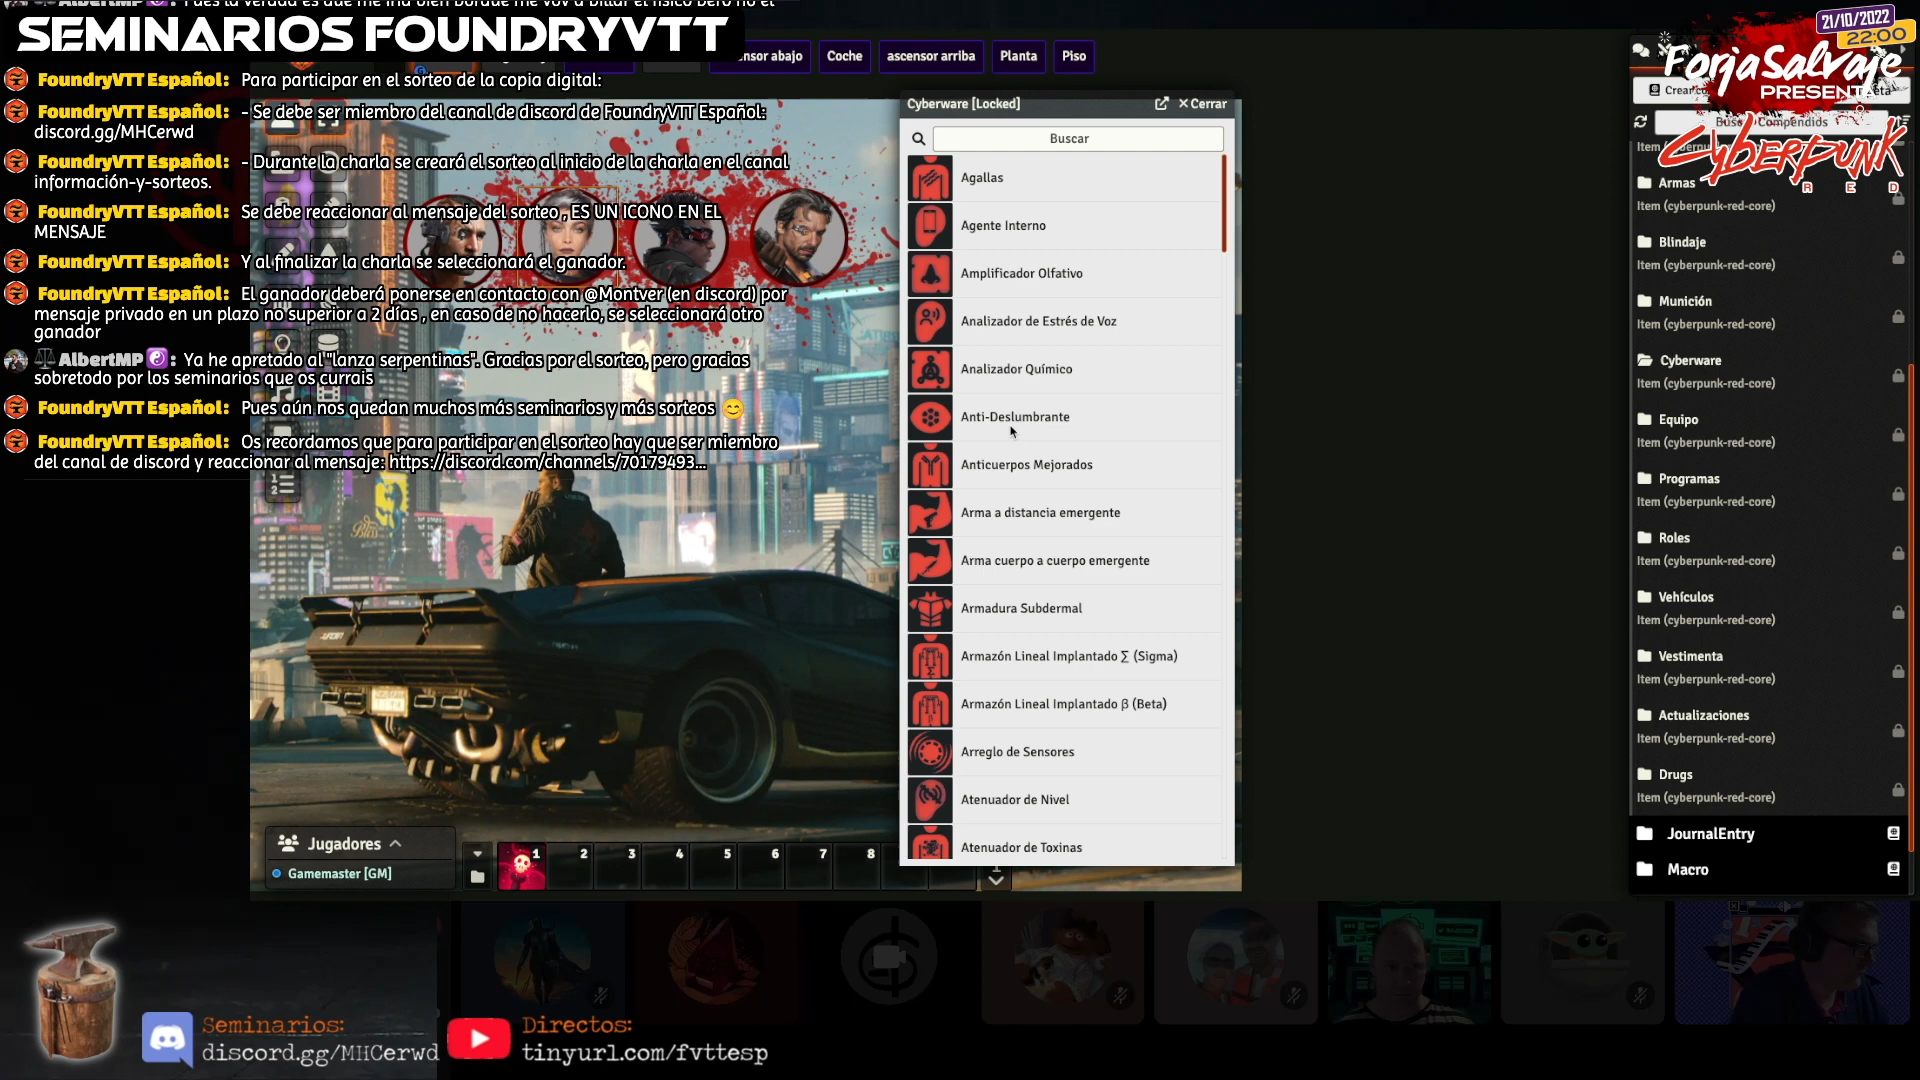 SEMINARIOS FOUNDRYVTT
FoundryVTT Español: Para participar en el sorteo de la copia digital:
FoundryVTT Español: - Se debe ser miembro del canal de discord de FoundryVTT Español:
discord.gg/MHCerwd
FoundryVTT Español: - Durante la charla se creará el sorteo al inicio de la charla en el canal
información-y-sorteos.
FoundryVTT Español: Se debe reaccionar al mensaje del sorteo , ES UN ICONO EN EL
MENSAJE
FoundryVTT Español: Y al finalizar la charla se seleccionará el ganador.
FoundryVTT Español: El ganador deberá ponerse en contacto con @Montver (en discord) por
mensaje privado en un plazo no superior a 2 días , en caso de no hacerlo, se seleccionará otro
ganador
AlbertMP: Ya he apretado al "lanza serpentinas". Gracias por el sorteo, pero gracias
sobretodo por los seminarios que os currais
FoundryVTT Español: Pues aún nos quedan muchos más seminarios y más sorteos 😊
FoundryVTT Español: Os recordamos que para participar en el sorteo hay que ser miembro
del canal de discord y reaccionar al mensaje: https://discord.com/channels/70179493...
abajo
Coche
ascensor arriba
Planta
Piso
Cyberware [Locked]
Cerrar
Buscar
Agallas
Agente Interno
Amplificador Olfativo
Analizador de Estrés de Voz
Analizador Químico
Anti-Deslumbrante
Anticuerpos Mejorados
Arma a distancia emergente
Arma cuerpo a cuerpo emergente
Armadura Subdermal
Armazón Lineal Implantado ∑ (Sigma)
Armazón Lineal Implantado β (Beta)
Arreglo de Sensores
Atenuador de Nivel
Atenuador de Toxinas
21/10/2022
22:00
ForjaSalvaje
PRESENTA
CYBERPUNK
RED
Compendios
Item
Armas
Item (cyberpunk-red-core)
Blindaje
Item (cyberpunk-red-core)
Munición
Item (cyberpunk-red-core)
Cyberware
Item (cyberpunk-red-core)
Equipo
Item (cyberpunk-red-core)
Programas
Item (cyberpunk-red-core)
Roles
Item (cyberpunk-red-core)
Vehículos
Item (cyberpunk-red-core)
Vestimenta
Item (cyberpunk-red-core)
Actualizaciones
Item (cyberpunk-red-core)
Drugs
Item (cyberpunk-red-core)
JournalEntry
Macro
Jugadores
Gamemaster [GM]
1 2 3 4 5 6 7 8
1
Seminarios:
discord.gg/MHCerwd
Directos:
tinyurl.com/fvttesp